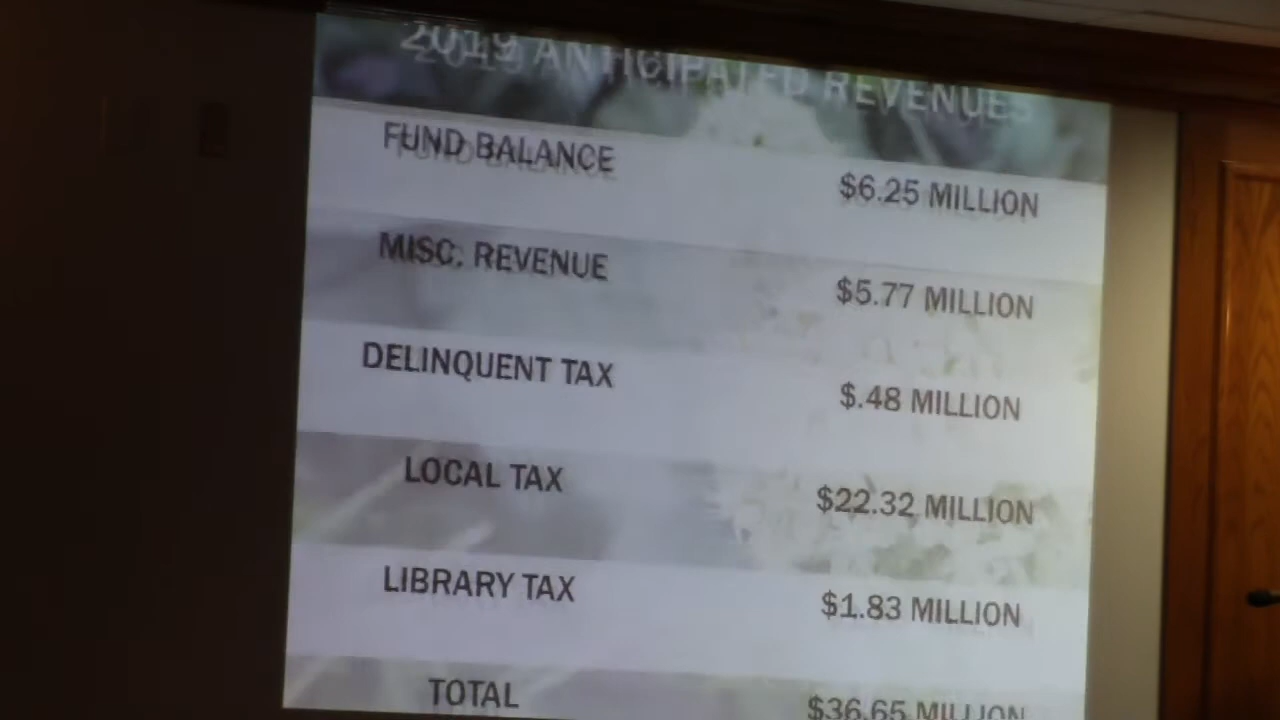 2019 ANTICIPATED REVENUES
FUND BALANCE $6.25 MILLION
MISC. REVENUE $5.77 MILLION
DELINQUENT TAX $.48 MILLION
LOCAL TAX $22.32 MILLION
LIBRARY TAX $1.83 MILLION
TOTAL $36.65 MILLION